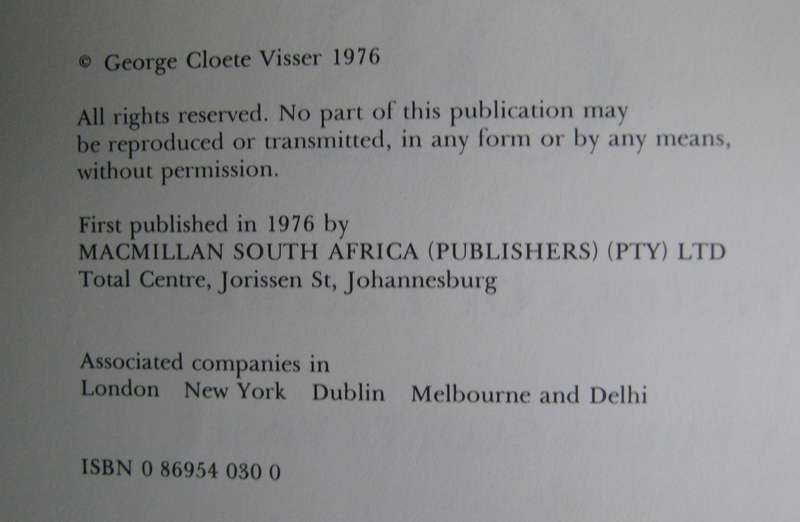 © George Cloete Visser 1976
All rights reserved. No part of this publication may
be reproduced or transmitted, in any form or by any means,
without permission.
First published in 1976 by
MACMILLAN SOUTH AFRICA (PUBLISHERS) (PTY) LTD
Total Centre, Jorissen St, Johannesburg
Associated companies in
London New York Dublin Melbourne and Delhi
ISBN 0 86954 030 0